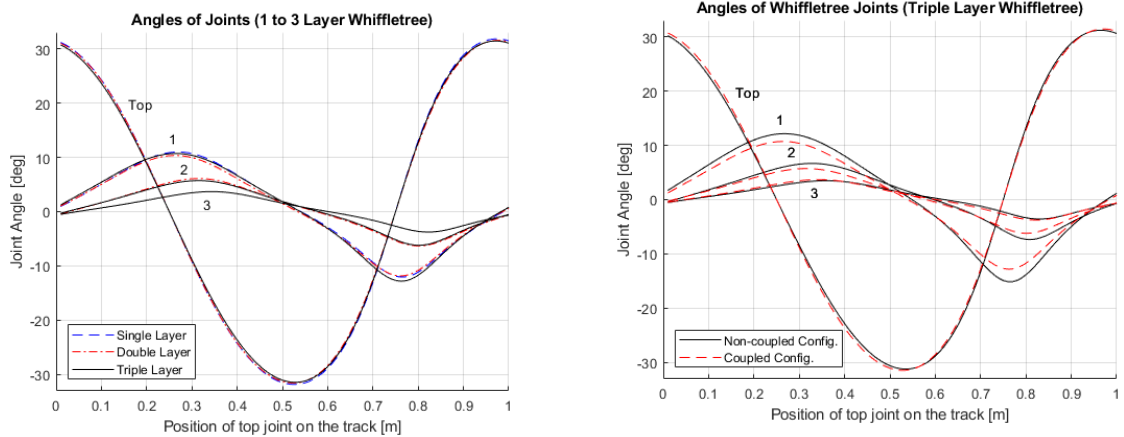 Angles of Joints (1 to 3 Layer Whiffletree)
30
20
10
0
-10
-20
-30
Joint Angle [deg]
Top
1
2
3
Single Layer
Double Layer
Triple Layer
0 0.1 0.2 0.3 0.4 0.5 0.6 0.7 0.8 0.9 1
Position of top joint on the track [m]
Angles of Whiffletree Joints (Triple Layer Whiffletree)
30
20
10
0
-10
-20
-30
Joint Angle [deg]
Top
1
2
3
Non-coupled Config.
Coupled Config.
0 0.1 0.2 0.3 0.4 0.5 0.6 0.7 0.8 0.9 1
Position of top joint on the track [m]